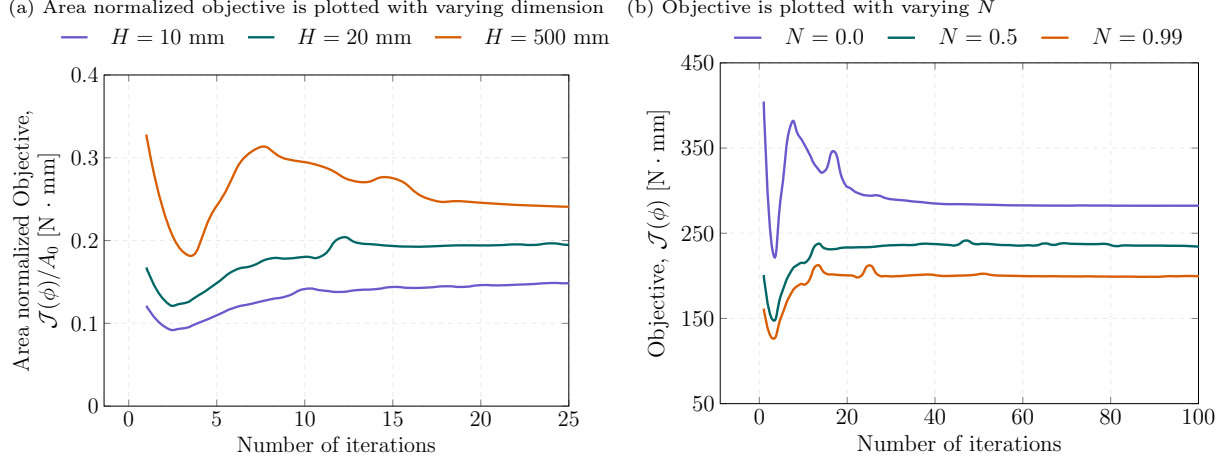 (a) Area normalized objective is plotted with varying dimension
H = 10 mm H = 20 mm H = 500 mm
Area normalized Objective,
𝒥(ϕ)/A₀ [N · mm]
0.4
0.3
0.2
0.1
0
0 5 10 15 20 25
Number of iterations
(b) Objective is plotted with varying N
N = 0.0 N = 0.5 N = 0.99
Objective, 𝒥(ϕ) [N · mm]
450
350
250
150
50
0 20 40 60 80 100
Number of iterations